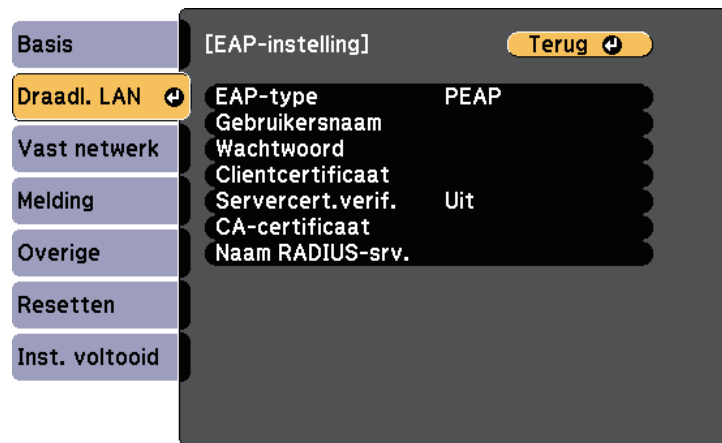 Basis
Draadl. LAN
Vast netwerk
Melding
Overige
Resetten
Inst. voltooid
[EAP-instelling] Terug
EAP-type PEAP
Gebruikersnaam
Wachtwoord
Clientcertificaat
Servercert.verif. Uit
CA-certificaat
Naam RADIUS-srv.